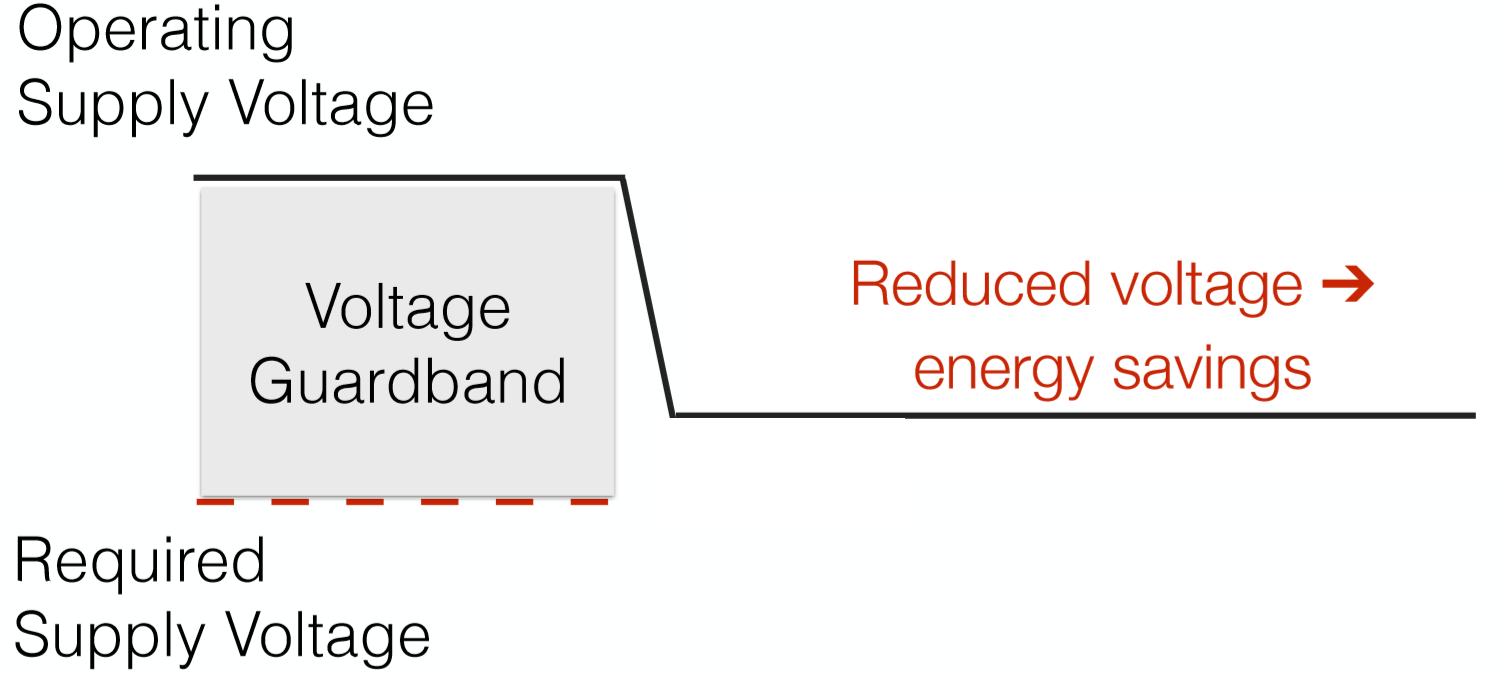 Operating
Supply Voltage
Voltage
Guardband
Reduced voltage ➔
energy savings
Required
Supply Voltage